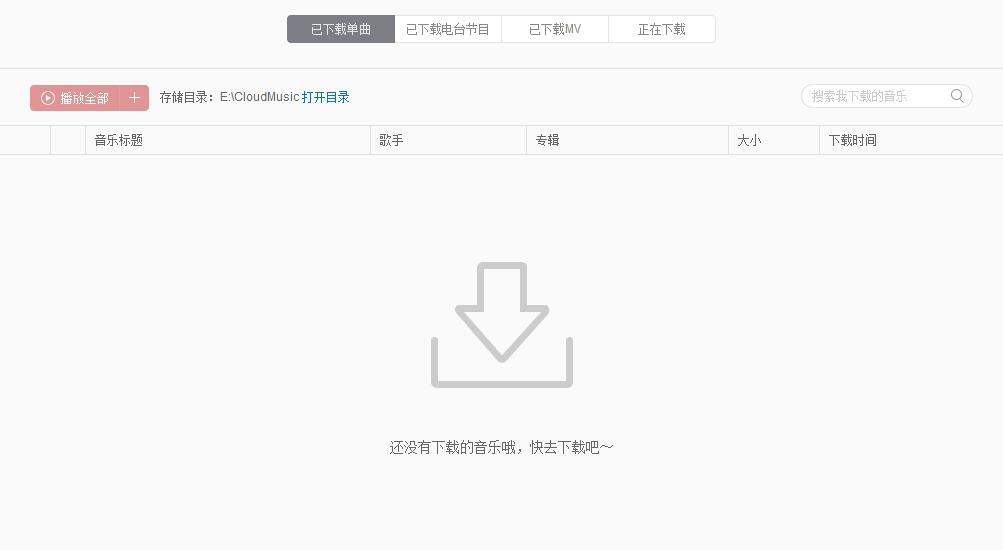 已下载单曲 已下载电台节目 已下载MV 正在下载
播放全部 + 存储目录：E:\CloudMusic 打开目录 搜索我下载的音乐
音乐标题 歌手 专辑 大小 下载时间
还没有下载的音乐哦，快去下载吧～